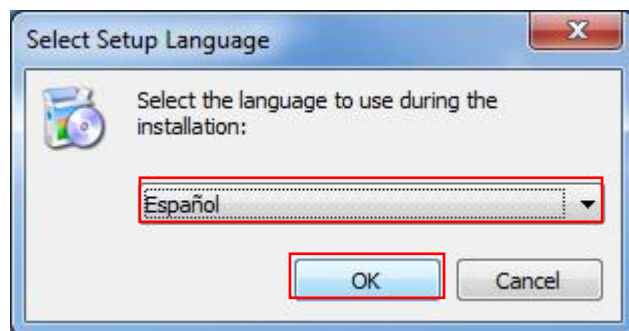 Select Setup Language
Select the language to use during the
installation:
Español
OK
Cancel